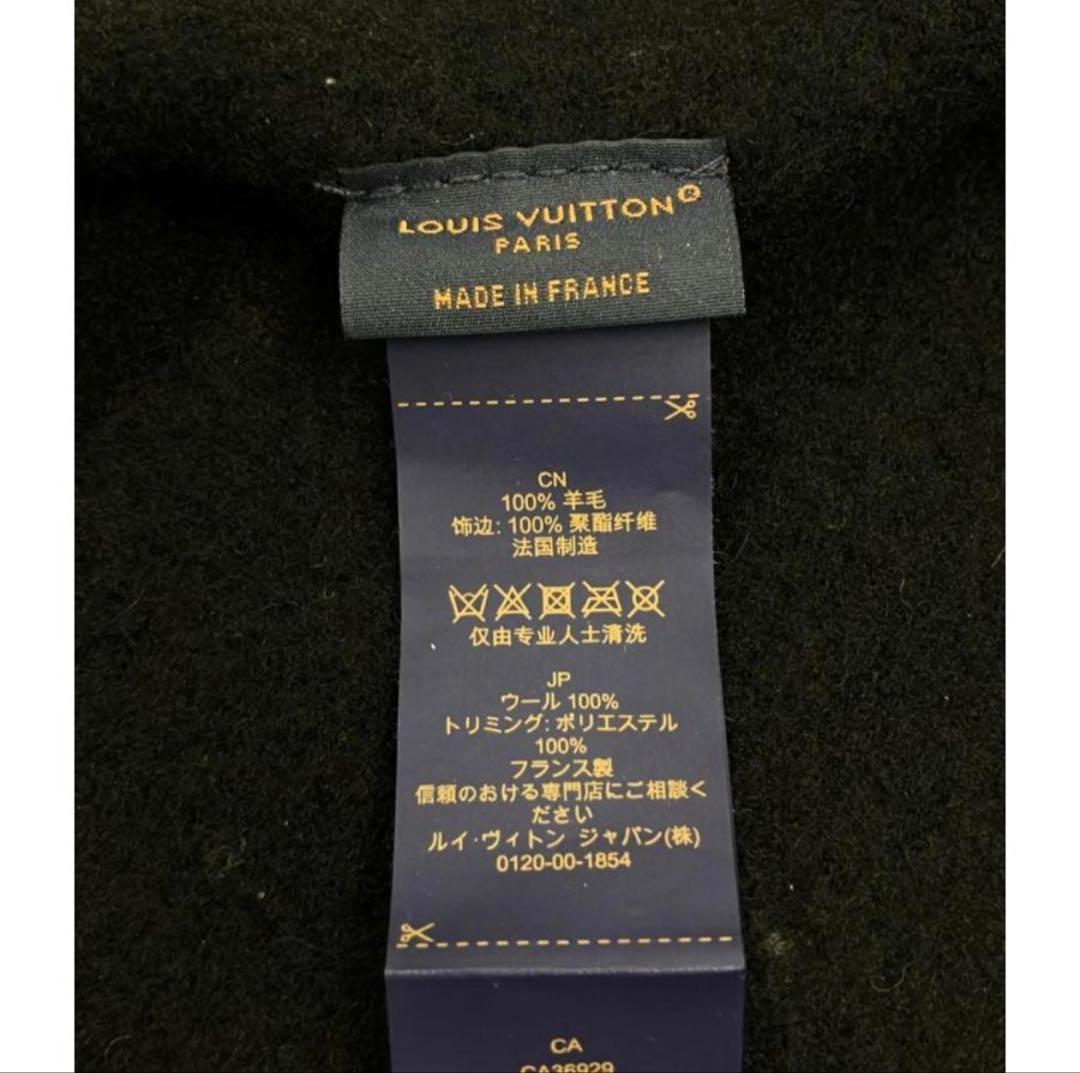 LOUIS VUITTON®
PARIS
MADE IN FRANCE
CN
100% 羊毛
饰边: 100% 聚酯纤维
法国制造
仅由专业人士清洗
JP
ウール 100%
トリミング: ポリエステル
100%
フランス製
信頼のおける専門店にご相談く
ださい
ルイ·ヴィトン ジャパン(株)
0120-00-1854
CA
CA36929